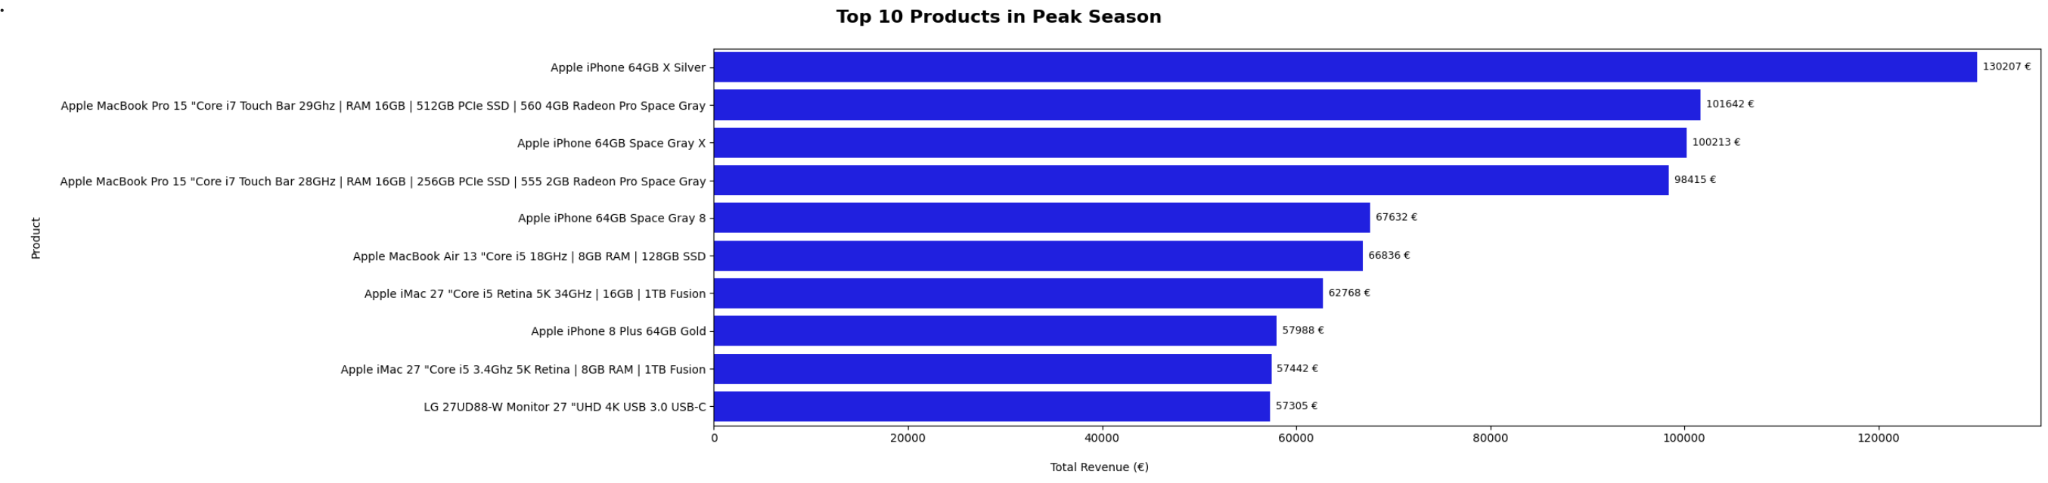 Top 10 Products in Peak Season
Product
Apple iPhone 64GB X Silver 130207 €
Apple MacBook Pro 15 "Core i7 Touch Bar 29Ghz | RAM 16GB | 512GB PCIe SSD | 560 4GB Radeon Pro Space Gray 101642 €
Apple iPhone 64GB Space Gray X 100213 €
Apple MacBook Pro 15 "Core i7 Touch Bar 28GHz | RAM 16GB | 256GB PCIe SSD | 555 2GB Radeon Pro Space Gray 98415 €
Apple iPhone 64GB Space Gray 8 67632 €
Apple MacBook Air 13 "Core i5 18GHz | 8GB RAM | 128GB SSD 66836 €
Apple iMac 27 "Core i5 Retina 5K 34GHz | 16GB | 1TB Fusion 62768 €
Apple iPhone 8 Plus 64GB Gold 57988 €
Apple iMac 27 "Core i5 3.4Ghz 5K Retina | 8GB RAM | 1TB Fusion 57442 €
LG 27UD88-W Monitor 27 "UHD 4K USB 3.0 USB-C 57305 €
0 20000 40000 60000 80000 100000 120000
Total Revenue (€)